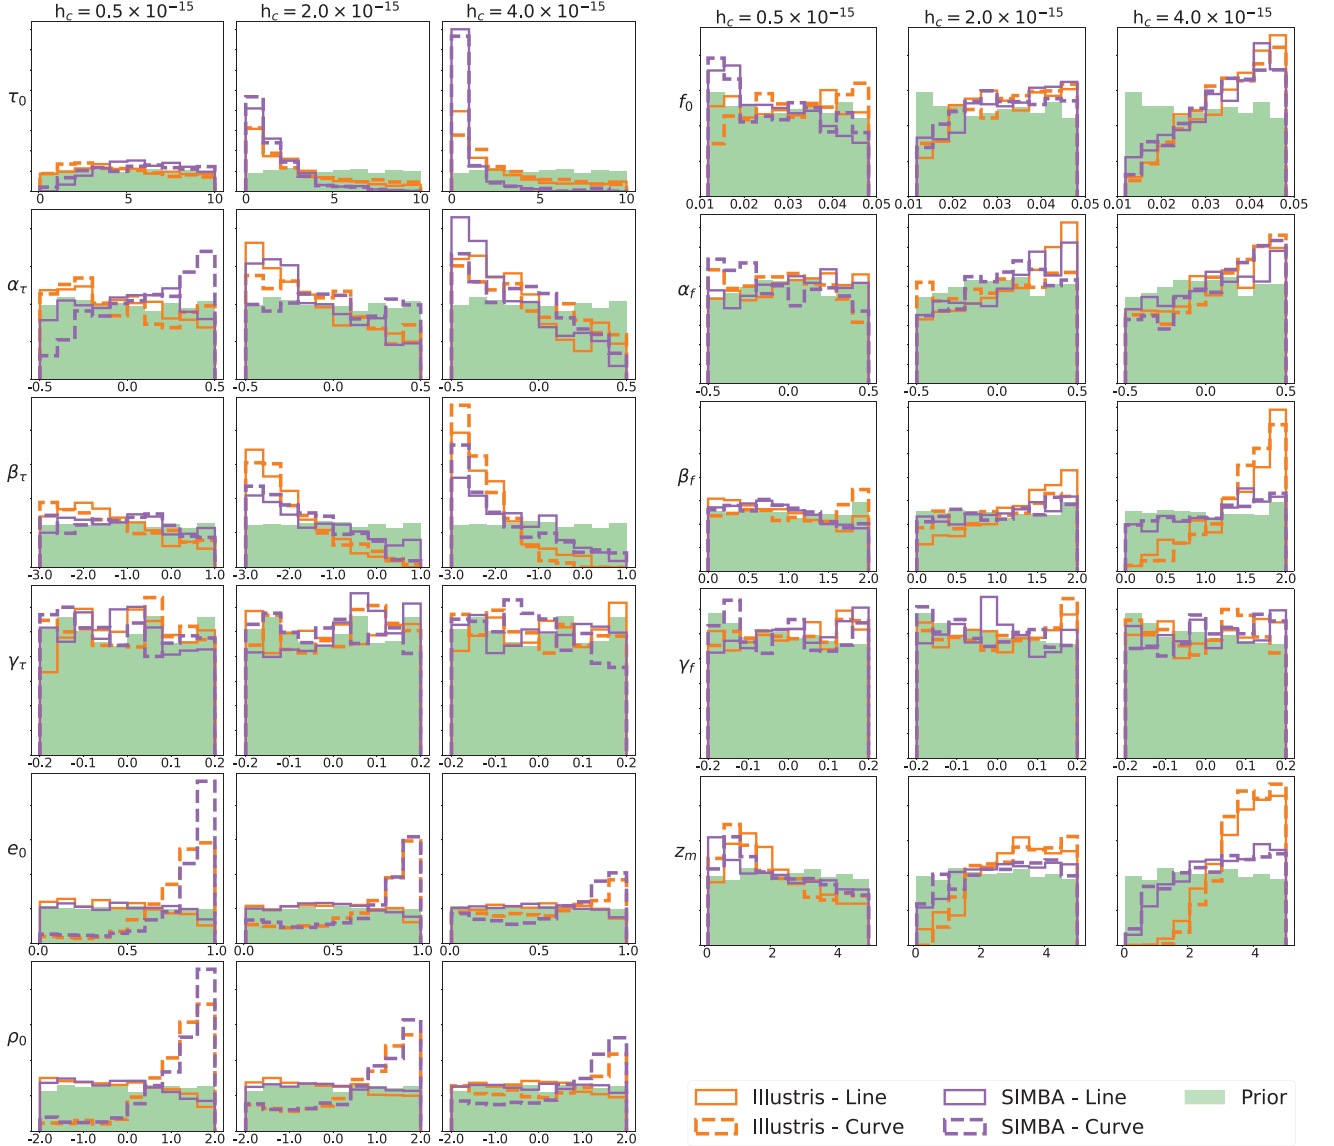 h_c = 0.5 × 10^-15 h_c = 2.0 × 10^-15 h_c = 4.0 × 10^-15 h_c = 0.5 × 10^-15 h_c = 2.0 × 10^-15 h_c = 4.0 × 10^-15
τ_0
0 5 10 0 5 10 0 5 10
f_0
0.01 0.02 0.03 0.04 0.05 0.01 0.02 0.03 0.04 0.05 0.01 0.02 0.03 0.04 0.05
α_τ
-0.5 0.0 0.5 -0.5 0.0 0.5 -0.5 0.0 0.5
α_f
-0.5 0.0 0.5 -0.5 0.0 0.5 -0.5 0.0 0.5
β_τ
-3.0 -2.0 -1.0 0.0 1.0 -3.0 -2.0 -1.0 0.0 1.0 -3.0 -2.0 -1.0 0.0 1.0
β_f
0.0 0.5 1.0 1.5 2.0 0.0 0.5 1.0 1.5 2.0 0.0 0.5 1.0 1.5 2.0
γ_τ
-0.2 -0.1 0.0 0.1 0.2 -0.2 -0.1 0.0 0.1 0.2 -0.2 -0.1 0.0 0.1 0.2
γ_f
-0.2 -0.1 0.0 0.1 0.2 -0.2 -0.1 0.0 0.1 0.2 -0.2 -0.1 0.0 0.1 0.2
e_0
0.0 0.5 1.0 0.0 0.5 1.0 0.0 0.5 1.0
z_m
0 2 4 0 2 4 0 2 4
ρ_0
-2.0 -1.0 0.0 1.0 2.0 -2.0 -1.0 0.0 1.0 2.0 -2.0 -1.0 0.0 1.0 2.0
Illustris - Line
Illustris - Curve
SIMBA - Line
SIMBA - Curve
Prior